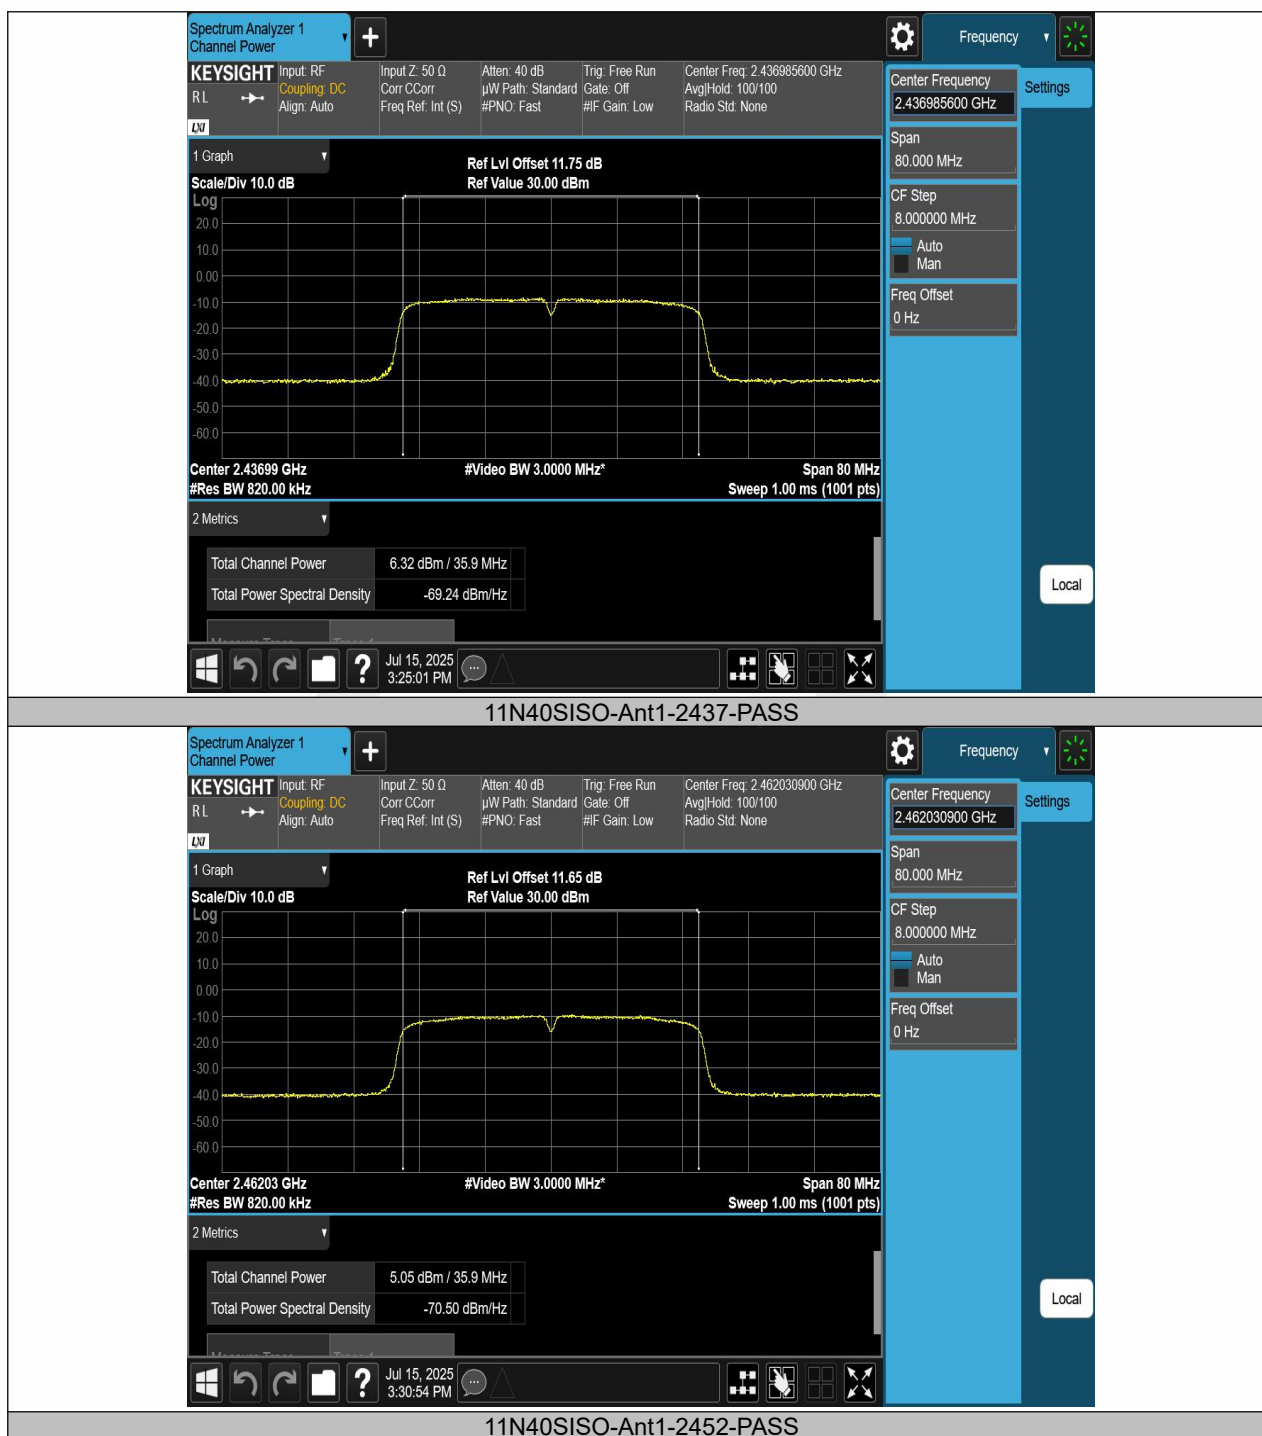 Spectrum Analyzer 1
Channel Power
+
Frequency
KEYSIGHT
R L
LXI
Input: RF
Coupling: DC
Align: Auto
Input Z: 50 Ω
Corr CCorr
Freq Ref: Int (S)
Atten: 40 dB
µW Path: Standard
#PNO: Fast
Trig: Free Run
Gate: Off
#IF Gain: Low
Center Freq: 2.436985600 GHz
Avg|Hold: 100/100
Radio Std: None
Center Frequency
2.436985600 GHz
Settings
Span
80.000 MHz
CF Step
8.000000 MHz
Auto
Man
Freq Offset
0 Hz
Local
1 Graph
Scale/Div 10.0 dB
Ref Lvl Offset 11.75 dB
Ref Value 30.00 dBm
Log
20.0
10.0
0.00
-10.0
-20.0
-30.0
-40.0
-50.0
-60.0
Center 2.43699 GHz
#Video BW 3.0000 MHz*
Span 80 MHz
#Res BW 820.00 kHz
Sweep 1.00 ms (1001 pts)
2 Metrics
Total Channel Power 6.32 dBm / 35.9 MHz
Total Power Spectral Density -69.24 dBm/Hz
?
Jul 15, 2025
3:25:01 PM
11N40SISO-Ant1-2437-PASS
Spectrum Analyzer 1
Channel Power
+
Frequency
KEYSIGHT
R L
LXI
Input: RF
Coupling: DC
Align: Auto
Input Z: 50 Ω
Corr CCorr
Freq Ref: Int (S)
Atten: 40 dB
µW Path: Standard
#PNO: Fast
Trig: Free Run
Gate: Off
#IF Gain: Low
Center Freq: 2.462030900 GHz
Avg|Hold: 100/100
Radio Std: None
Center Frequency
2.462030900 GHz
Settings
Span
80.000 MHz
CF Step
8.000000 MHz
Auto
Man
Freq Offset
0 Hz
Local
1 Graph
Scale/Div 10.0 dB
Ref Lvl Offset 11.65 dB
Ref Value 30.00 dBm
Log
20.0
10.0
0.00
-10.0
-20.0
-30.0
-40.0
-50.0
-60.0
Center 2.46203 GHz
#Video BW 3.0000 MHz*
Span 80 MHz
#Res BW 820.00 kHz
Sweep 1.00 ms (1001 pts)
2 Metrics
Total Channel Power 5.05 dBm / 35.9 MHz
Total Power Spectral Density -70.50 dBm/Hz
?
Jul 15, 2025
3:30:54 PM
11N40SISO-Ant1-2452-PASS